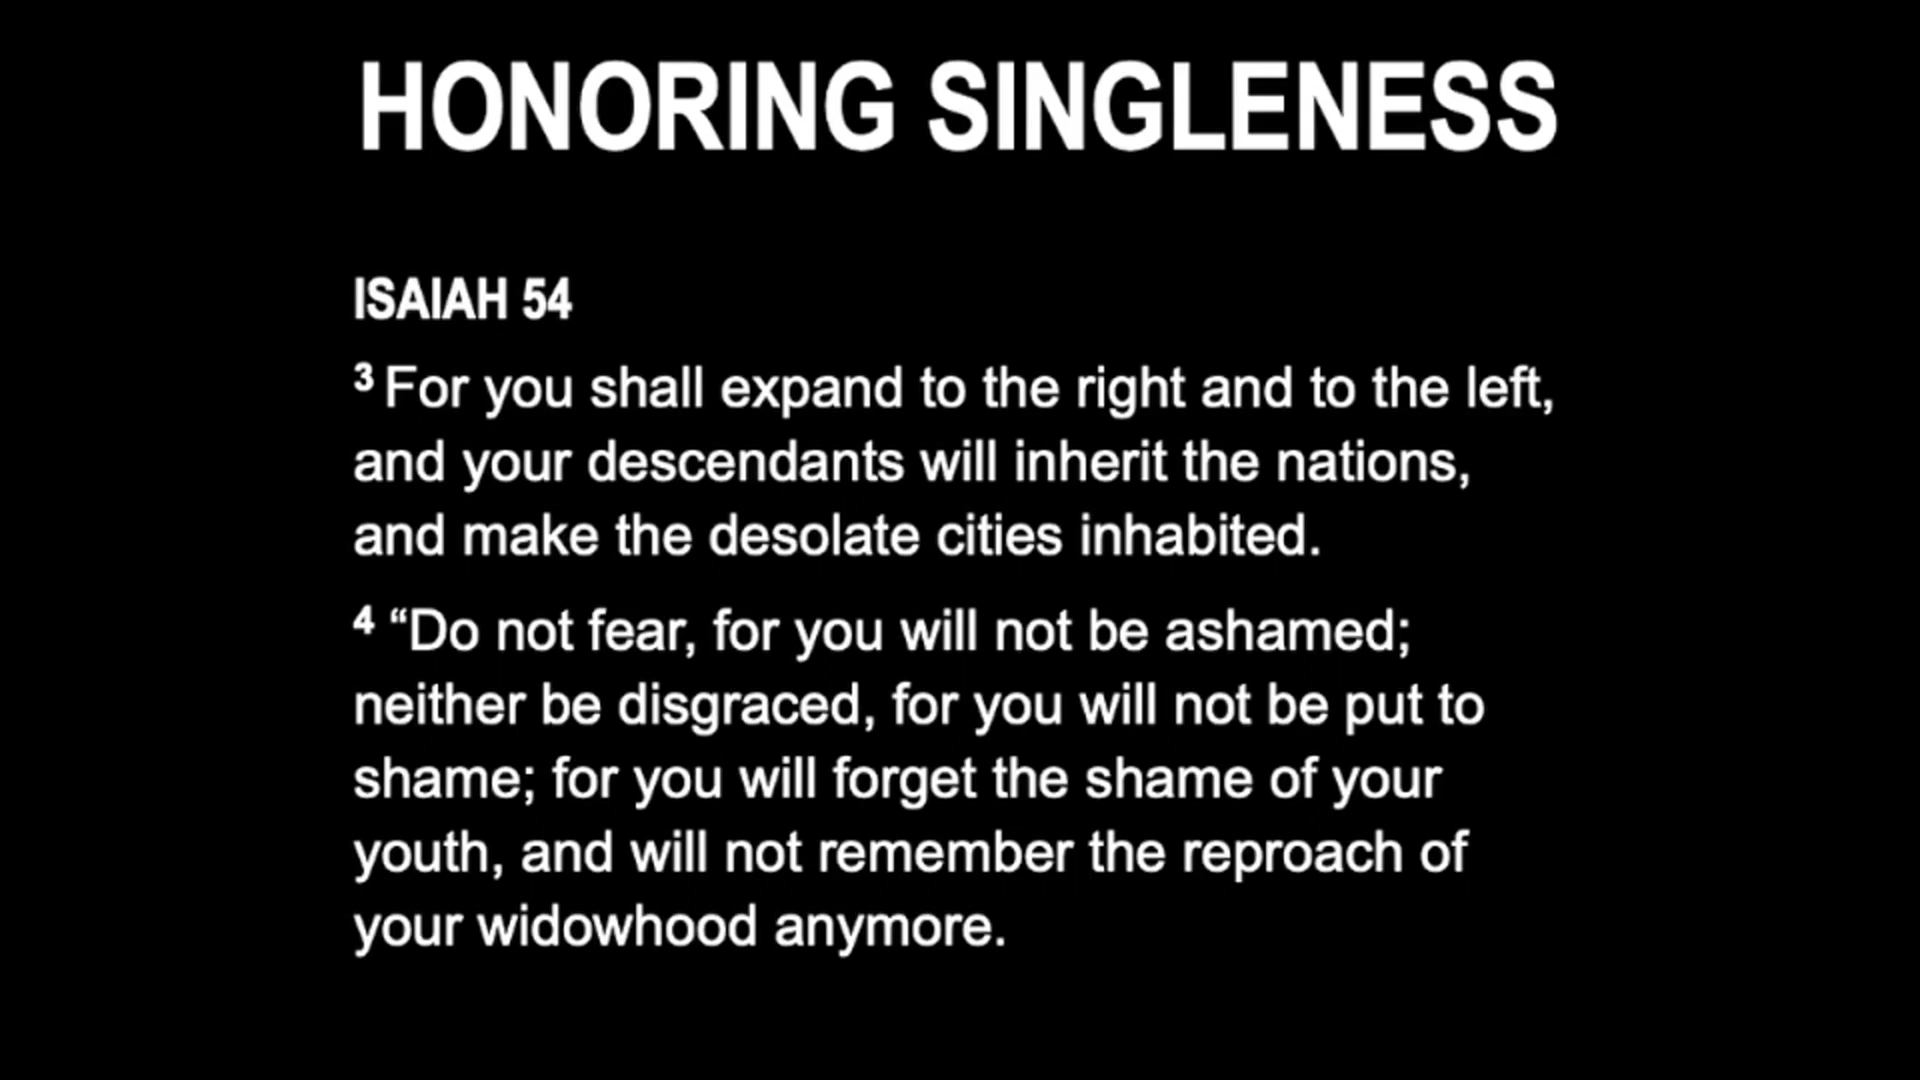 HONORING SINGLENESS
ISAIAH 54
3 For you shall expand to the right and to the left,
and your descendants will inherit the nations,
and make the desolate cities inhabited.
4 “Do not fear, for you will not be ashamed;
neither be disgraced, for you will not be put to
shame; for you will forget the shame of your
youth, and will not remember the reproach of
your widowhood anymore.